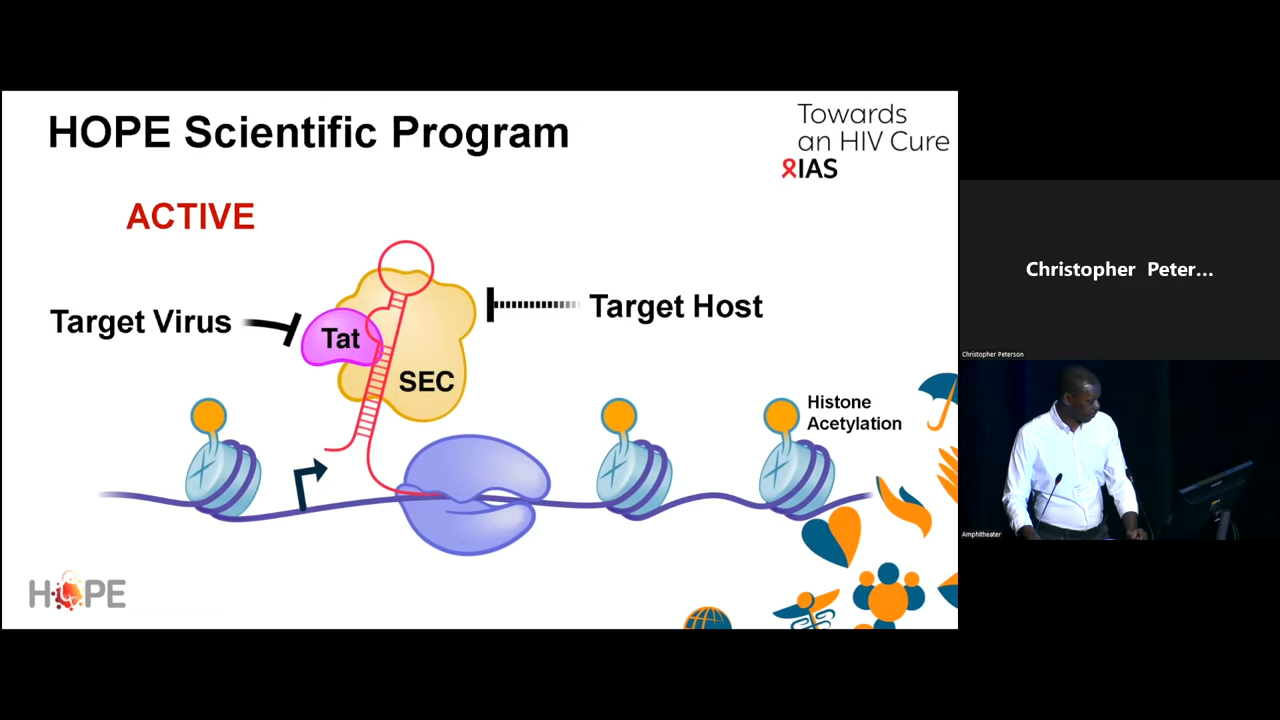 HOPE Scientific Program
Towards
an HIV Cure
IAS
ACTIVE
Target Virus
Tat
SEC
Target Host
Histone
Acetylation
HOPE
Christopher Peter...
Christopher Peterson
Amphitheater